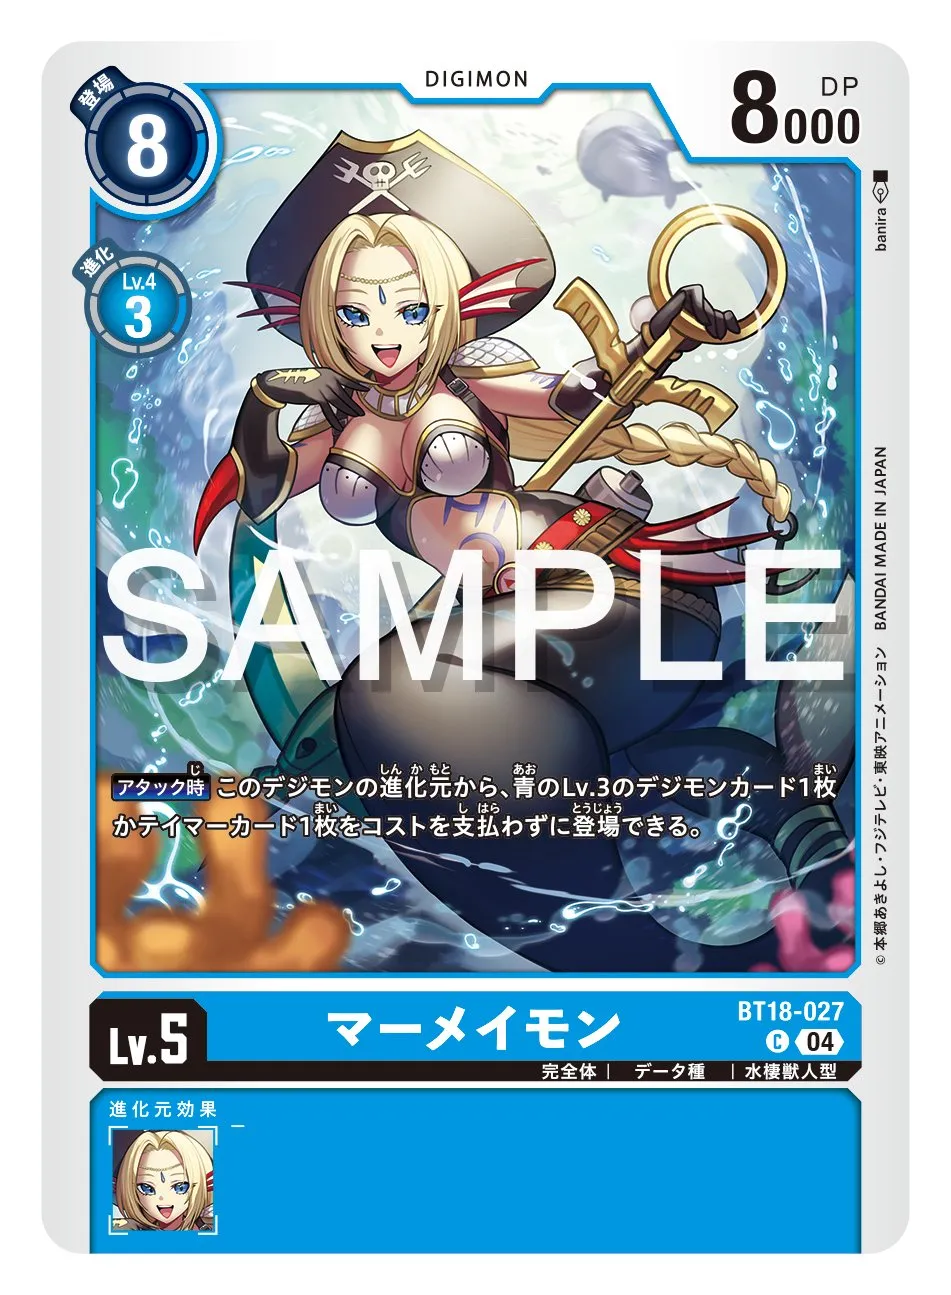 DIGIMON
登場
8
DP
8000
進化
Lv.4
3
banira
BANDAI MADE IN JAPAN
©本郷あきよし・フジテレビ・東映アニメーション
SAMPLE
アタック時 このデジモンの進化元から、青のLv.3のデジモンカード1枚
かテイマーカード1枚をコストを支払わずに登場できる。
Lv.5
マーメイモン
BT18-027
C 04
完全体 | データ種 | 水棲獣人型
進化元効果